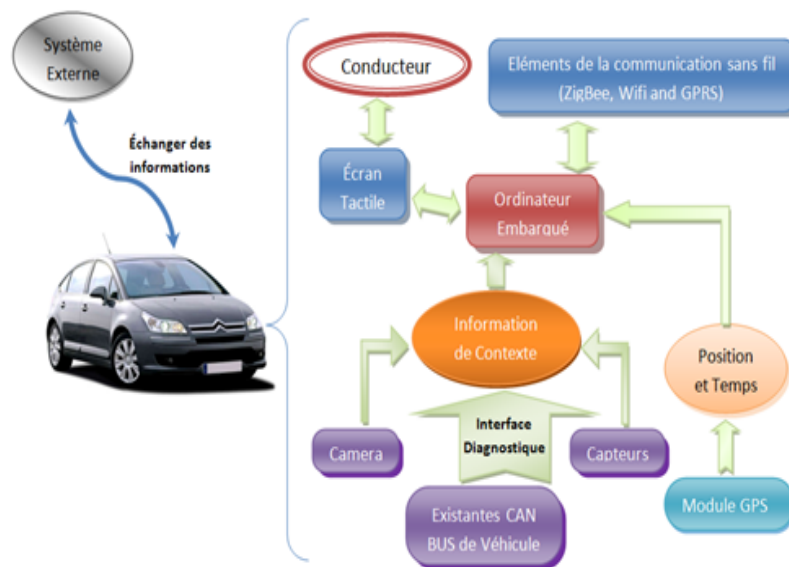 Système
Externe
Échanger des
informations
Conducteur
Eléments de la communication sans fil
(ZigBee, Wifi and GPRS)
Écran
Tactile
Ordinateur
Embarqué
Information
de Contexte
Position
et Temps
Interface
Diagnostique
Camera
Capteurs
Existantes CAN
BUS de Véhicule
Module GPS